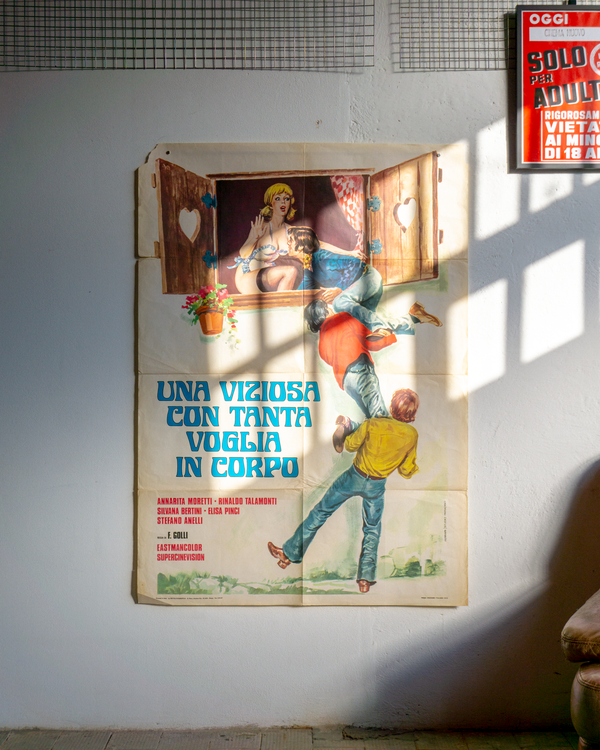 OGGI
SOLO
PER
ADULT
RIGOROSAM
VIETA
AI MIN
DI 18 A
UNA VIZIOSA
CON TANTA
VOGLIA
IN CORPO
ANNARITA MORETTI - RINALDO TALAMONTI
SILVANA BERTINI - ELISA PINCI
STEFANO ANELLI
F. GOLLI
EASTMANCOLOR
SUPERCINEVISION